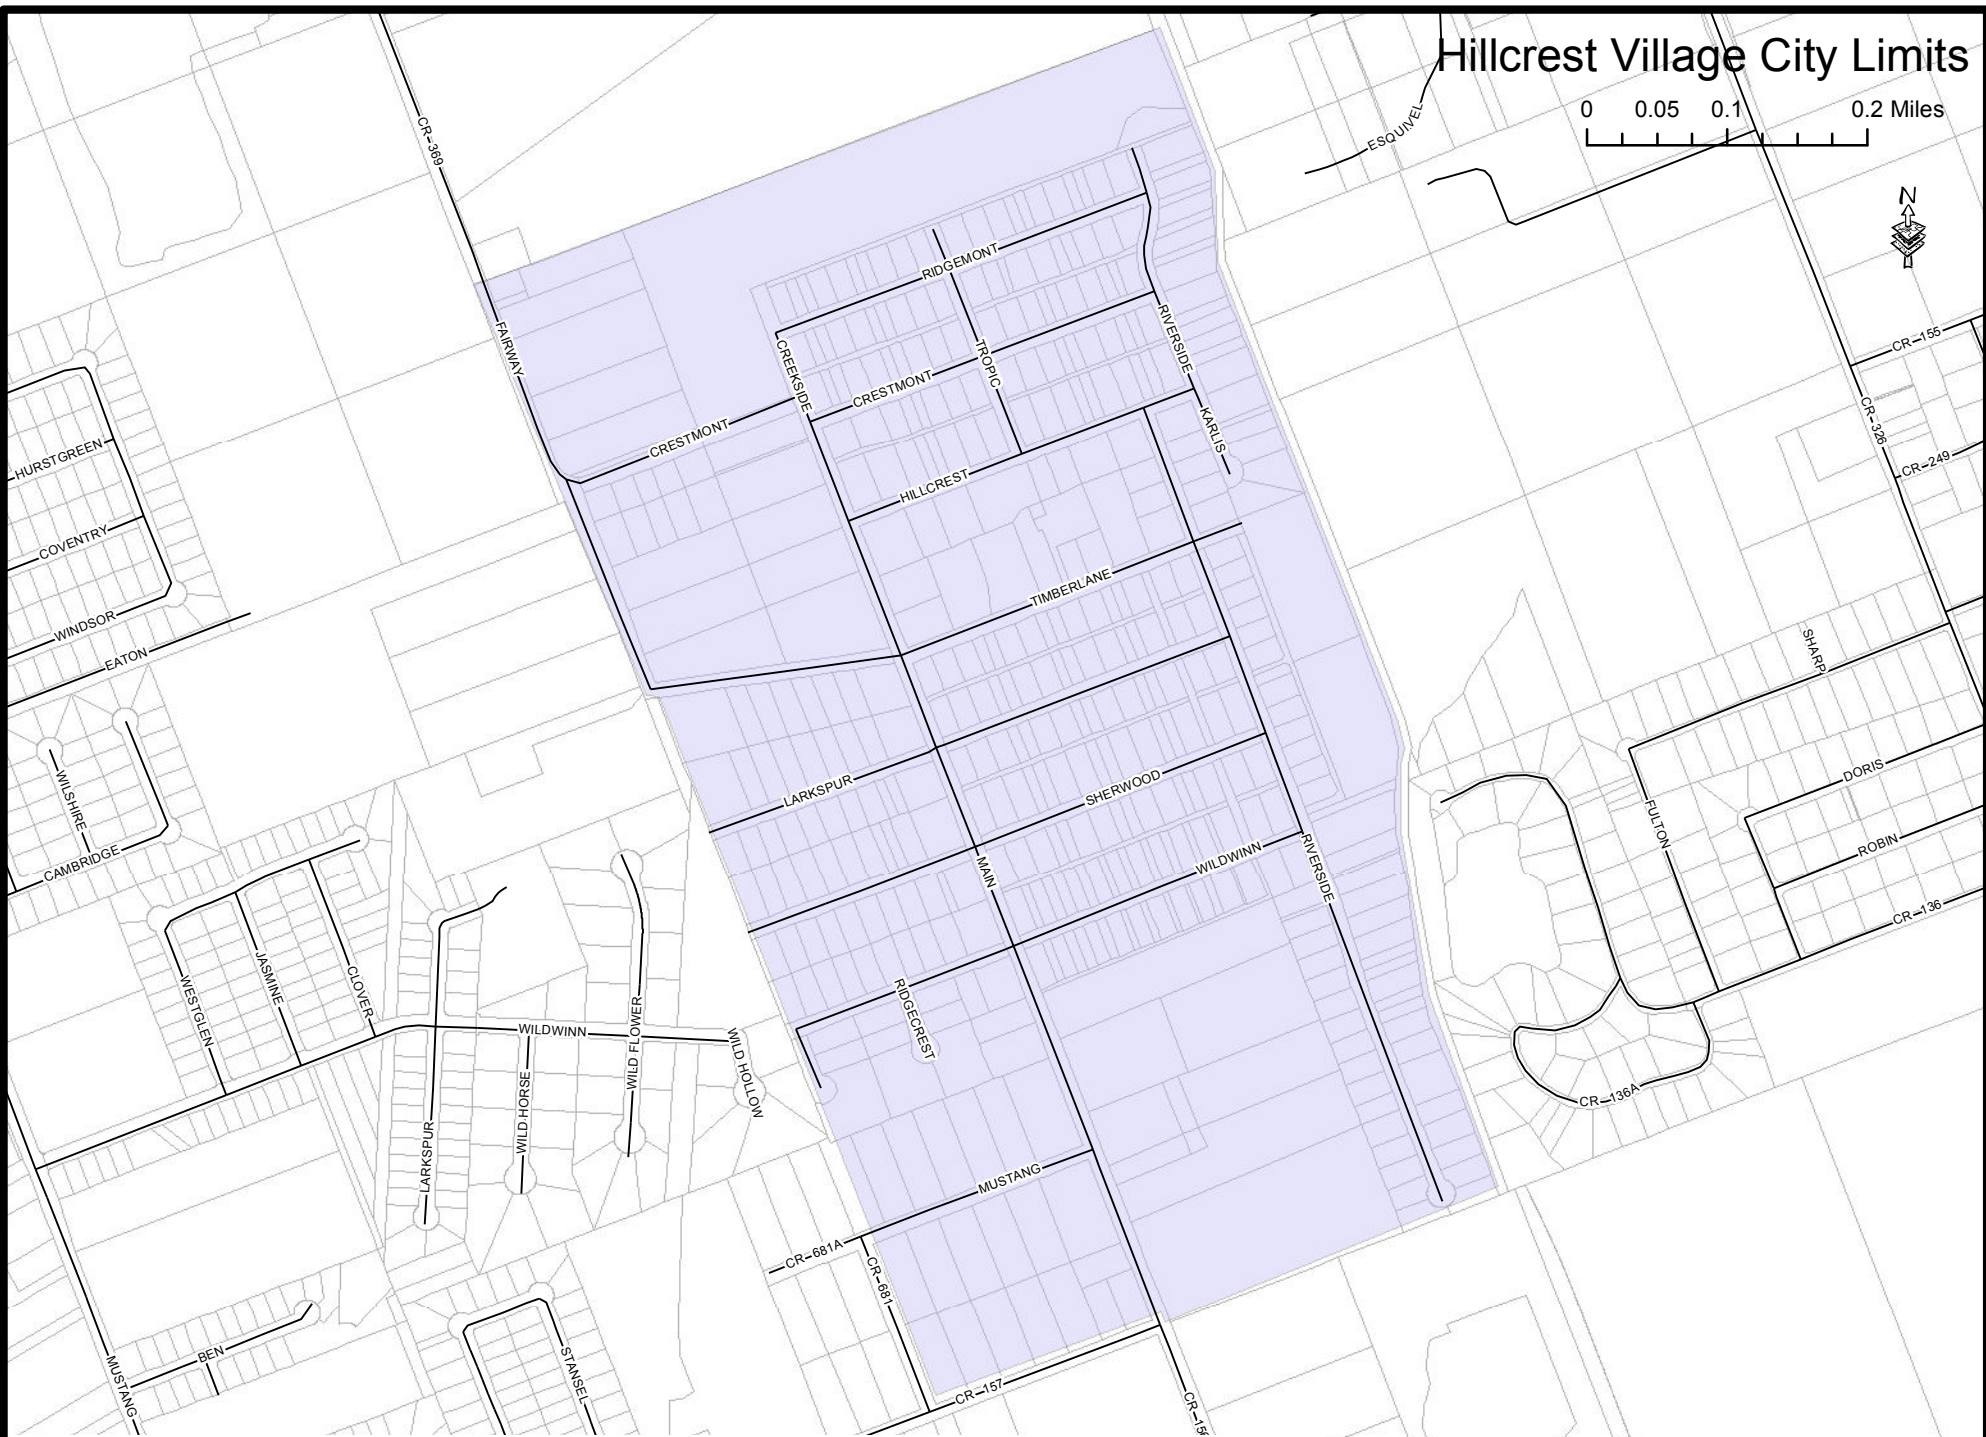 Hillcrest Village City Limits
0 0.05 0.1 0.2 Miles
N
ESQUIVEL
CR-369
FAIRWAY
RIDGEMONT
CREEKSIDE
TROPIC
RIVERSIDE
CRESTMONT
CRESTMONT
KARLIS
HILLCREST
CR-155
CR-326
CR-249
HURSTGREEN
COVENTRY
WINDSOR
EATON
TIMBERLANE
SHARP
WILSHIRE
CAMBRIDGE
LARKSPUR
SHERWOOD
DORIS
FULTON
ROBIN
MAIN
WILDWINN
RIVERSIDE
CR-136
WESTGLEN
JASMINE
CLOVER
RIDGECREST
WILDWINN
WILD FLOWER
WILD HOLLOW
WILD HORSE
LARKSPUR
CR-136A
MUSTANG
CR-681A
CR-681
BEN
MUSTANG
STANSEL
CR-157